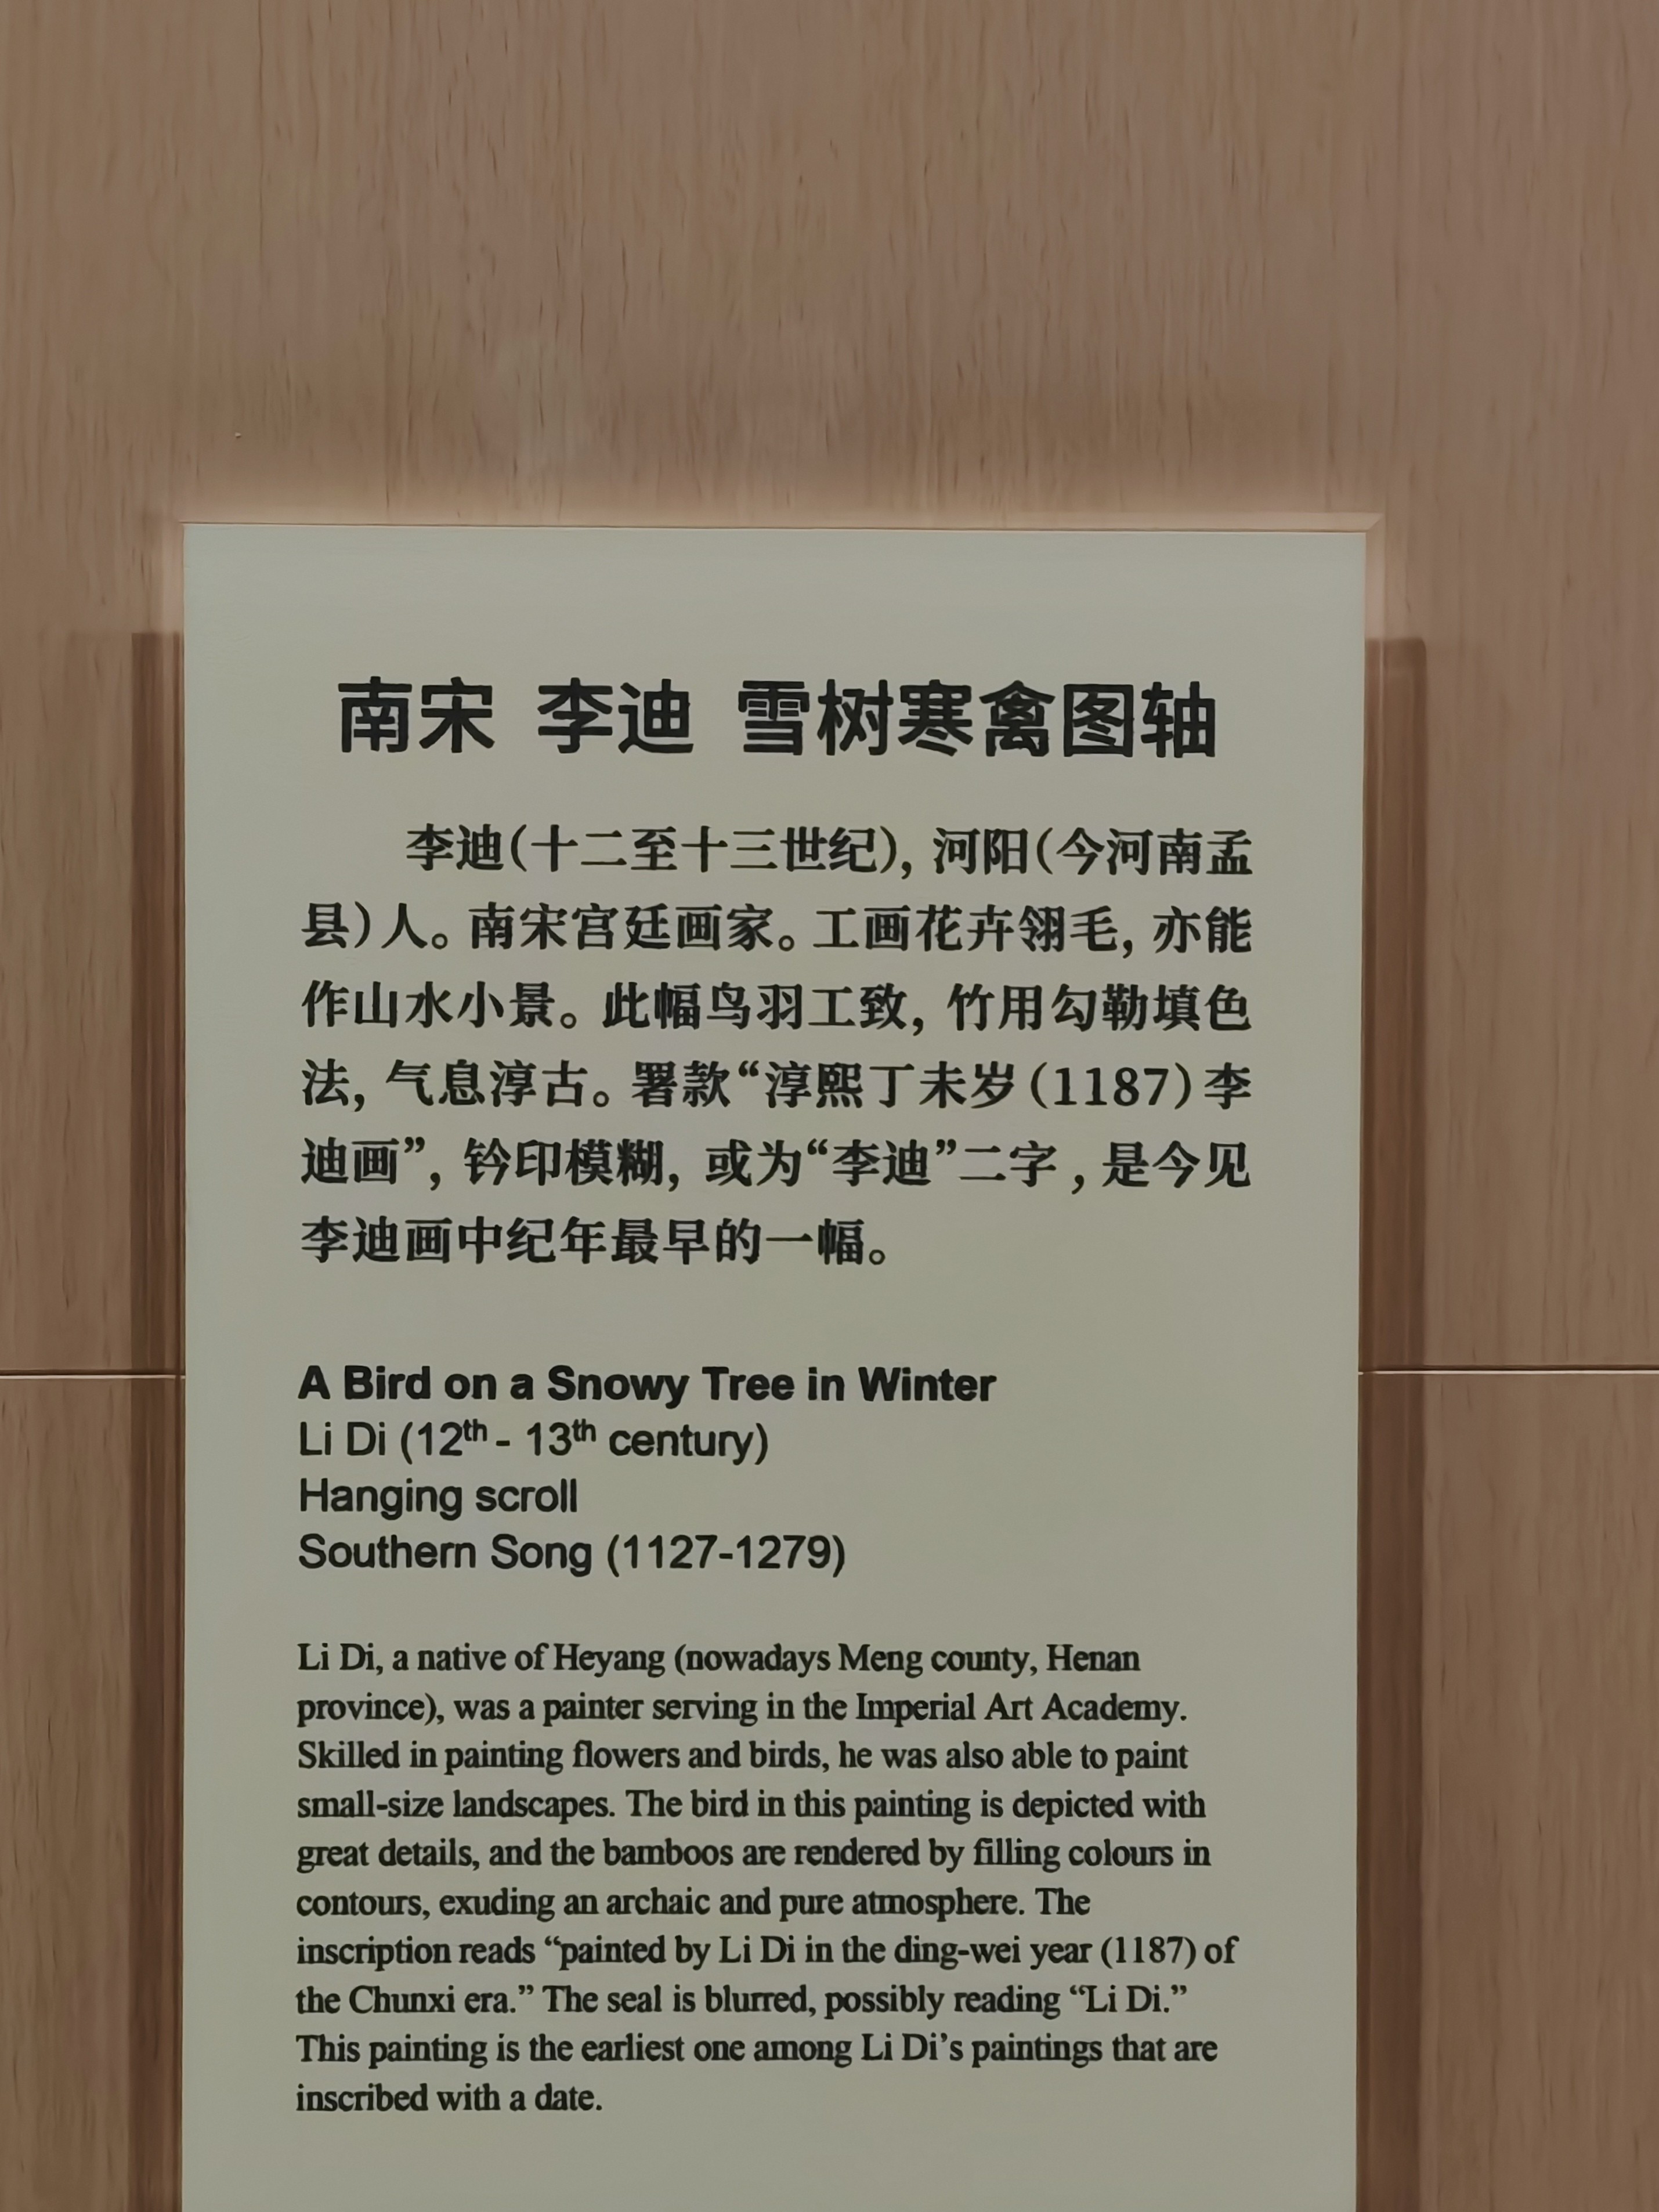 南宋 李迪 雪树寒禽图轴
李迪(十二至十三世纪), 河阳(今河南孟
县)人。南宋宫廷画家。工画花卉翎毛, 亦能
作山水小景。此幅鸟羽工致, 竹用勾勒填色
法, 气息淳古。署款“淳熙丁未岁(1187)李
迪画”, 钤印模糊, 或为“李迪”二字, 是今见
李迪画中纪年最早的一幅。
A Bird on a Snowy Tree in Winter
Li Di (12th - 13th century)
Hanging scroll
Southern Song (1127-1279)
Li Di, a native of Heyang (nowadays Meng county, Henan
province), was a painter serving in the Imperial Art Academy.
Skilled in painting flowers and birds, he was also able to paint
small-size landscapes. The bird in this painting is depicted with
great details, and the bamboos are rendered by filling colours in
contours, exuding an archaic and pure atmosphere. The
inscription reads “painted by Li Di in the ding-wei year (1187) of
the Chunxi era.” The seal is blurred, possibly reading “Li Di.”
This painting is the earliest one among Li Di’s paintings that are
inscribed with a date.